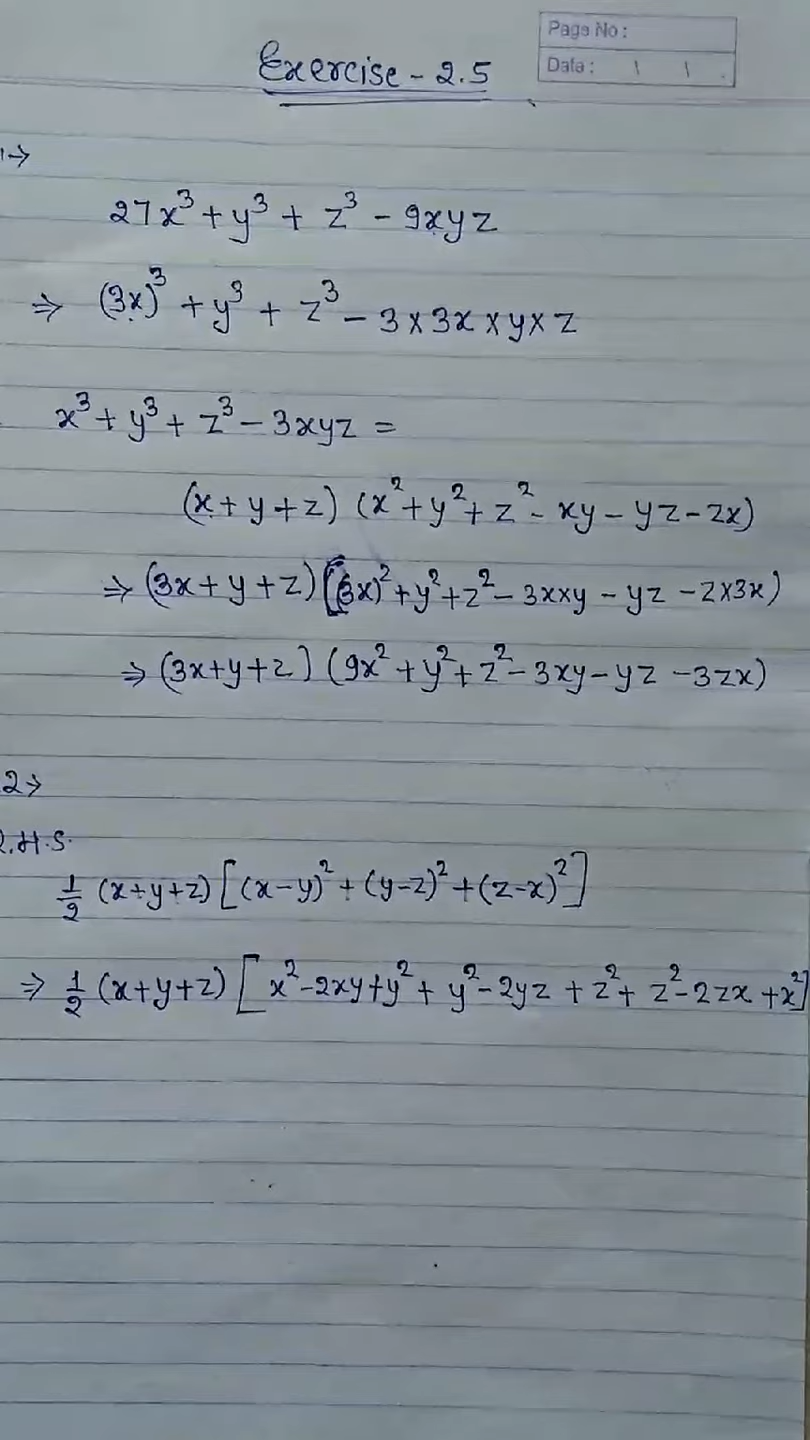 Page No :
Exercise - 2.5
Date :
1→
27x³ + y³ + z³ - 9xyz
⇒ (3x)³ + y³ + z³ - 3 × 3x × y × z
x³ + y³ + z³ - 3xyz =
(x + y + z) (x² + y² + z² - xy - yz - zx)
⇒ (3x + y + z) [(3x)² + y² + z² - 3x×y - yz - z×3x)
⇒ (3x + y + z) (9x² + y² + z² - 3xy - yz - 3zx)
2→
R.H.S.
½ (x + y + z) [(x - y)² + (y - z)² + (z - x)²]
⇒ ½ (x + y + z) [x² - 2xy + y² + y² - 2yz + z² + z² - 2zx + x²]